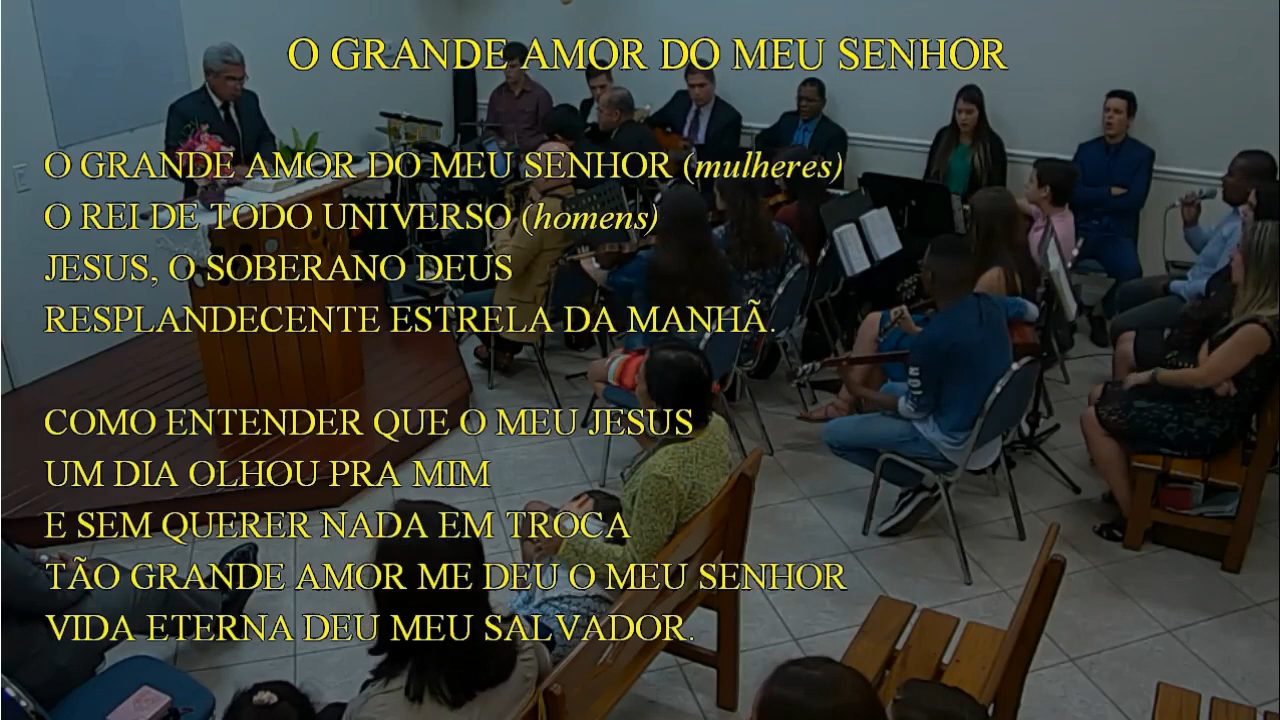 O GRANDE AMOR DO MEU SENHOR
O GRANDE AMOR DO MEU SENHOR (mulheres)
O REI DE TODO UNIVERSO (homens)
JESUS, O SOBERANO DEUS
RESPLANDECENTE ESTRELA DA MANHÃ.
COMO ENTENDER QUE O MEU JESUS
UM DIA OLHOU PRA MIM
E SEM QUERER NADA EM TROCA
TÃO GRANDE AMOR ME DEU O MEU SENHOR
VIDA ETERNA DEU MEU SALVADOR.